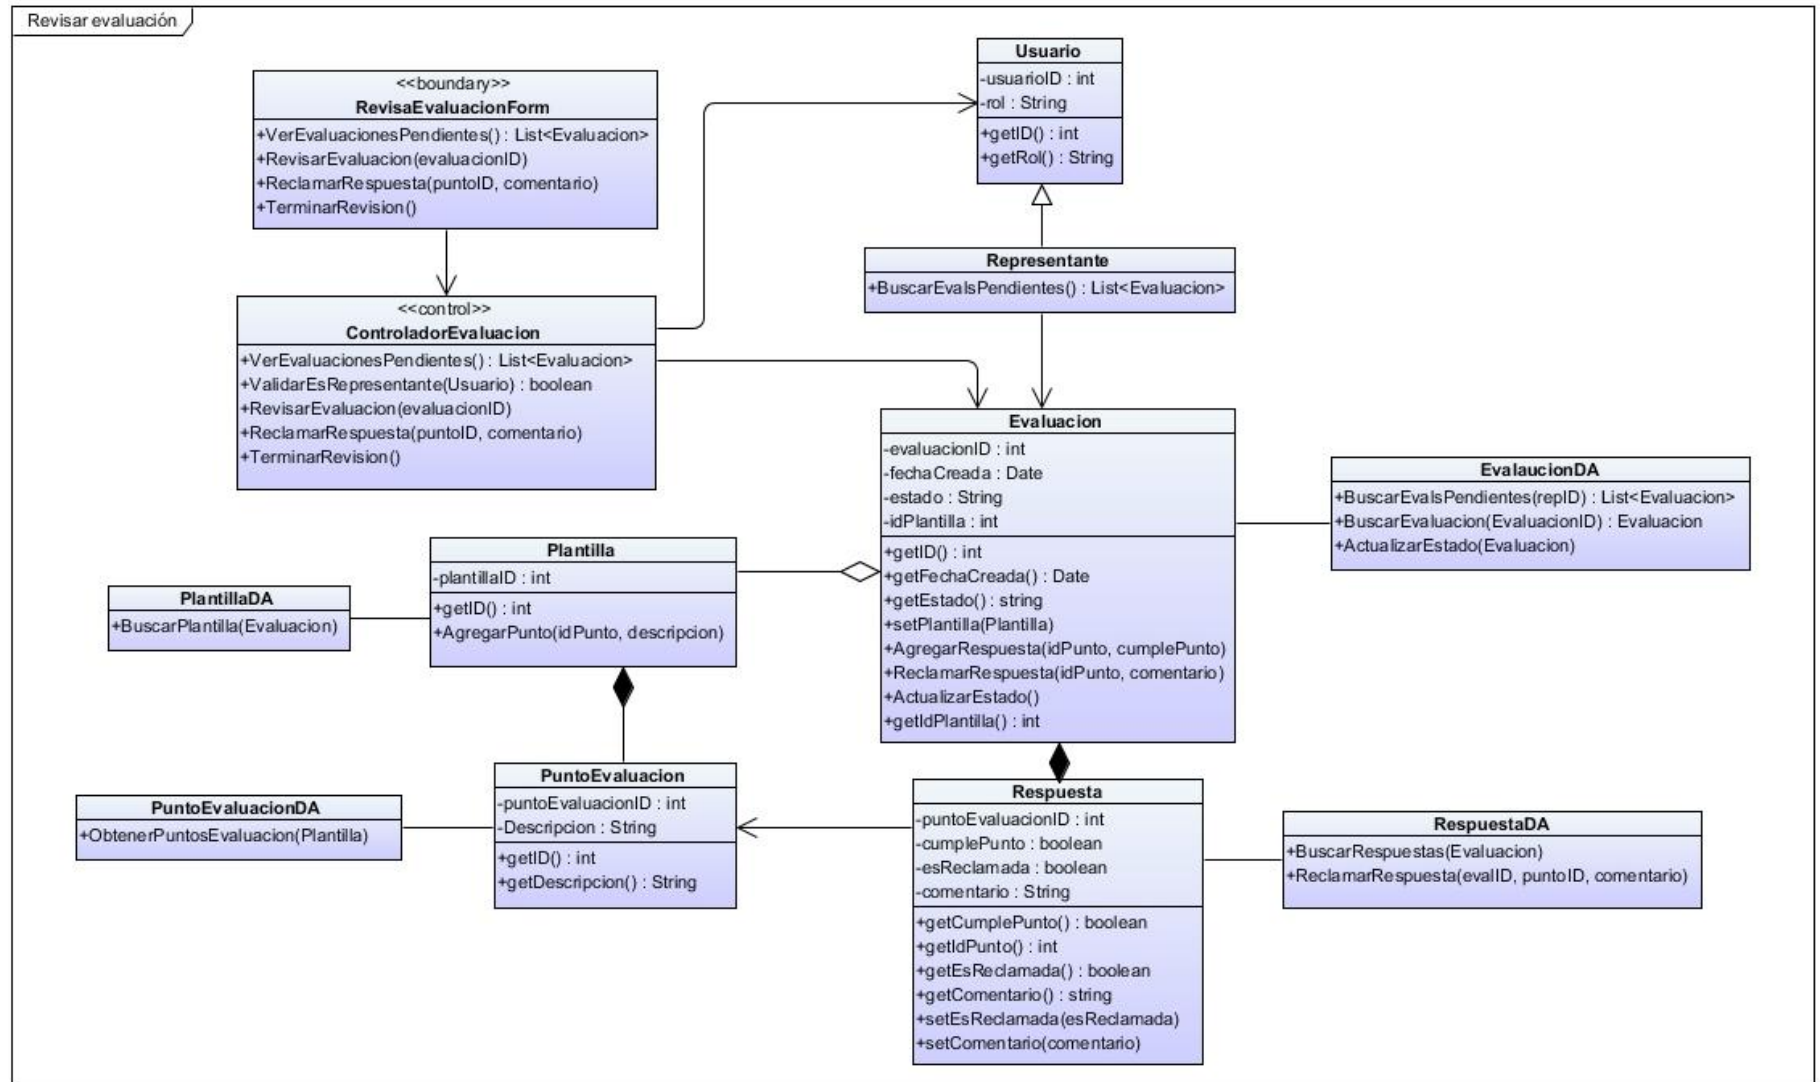 Revisar evaluación
<<boundary>>
RevisaEvaluacionForm
+VerEvaluacionesPendientes() : List<Evaluacion>
+RevisarEvaluacion(evaluacionID)
+ReclamarRespuesta(puntoID, comentario)
+TerminarRevision()
Usuario
-usuarioID : int
-rol : String
+getID() : int
+getRol() : String
Representante
+BuscarEvalsPendientes() : List<Evaluacion>
<<control>>
ControladorEvaluacion
+VerEvaluacionesPendientes() : List<Evaluacion>
+ValidarEsRepresentante(Usuario) : boolean
+RevisarEvaluacion(evaluacionID)
+ReclamarRespuesta(puntoID, comentario)
+TerminarRevision()
Evaluacion
-evaluacionID : int
-fechaCreada : Date
-estado : String
-idPlantilla : int
+getID() : int
+getFechaCreada() : Date
+getEstado() : string
+setPlantilla(Plantilla)
+AgregarRespuesta(idPunto, cumplePunto)
+ReclamarRespuesta(idPunto, comentario)
+ActualizarEstado()
+getIdPlantilla() : int
EvalaucionDA
+BuscarEvalsPendientes(repID) : List<Evaluacion>
+BuscarEvaluacion(EvaluacionID) : Evaluacion
+ActualizarEstado(Evaluacion)
Plantilla
-plantillaID : int
+getID() : int
+AgregarPunto(idPunto, descripcion)
PlantillaDA
+BuscarPlantilla(Evaluacion)
PuntoEvaluacion
-puntoEvaluacionID : int
-Descripcion : String
+getID() : int
+getDescripcion() : String
PuntoEvaluacionDA
+ObtenerPuntosEvaluacion(Plantilla)
Respuesta
-puntoEvaluacionID : int
-cumplePunto : boolean
-esReclamada : boolean
-comentario : String
+getCumplePunto() : boolean
+getIdPunto() : int
+getEsReclamada() : boolean
+getComentario() : string
+setEsReclamada(esReclamada)
+setComentario(comentario)
RespuestaDA
+BuscarRespuestas(Evaluacion)
+ReclamarRespuesta(evalID, puntoID, comentario)